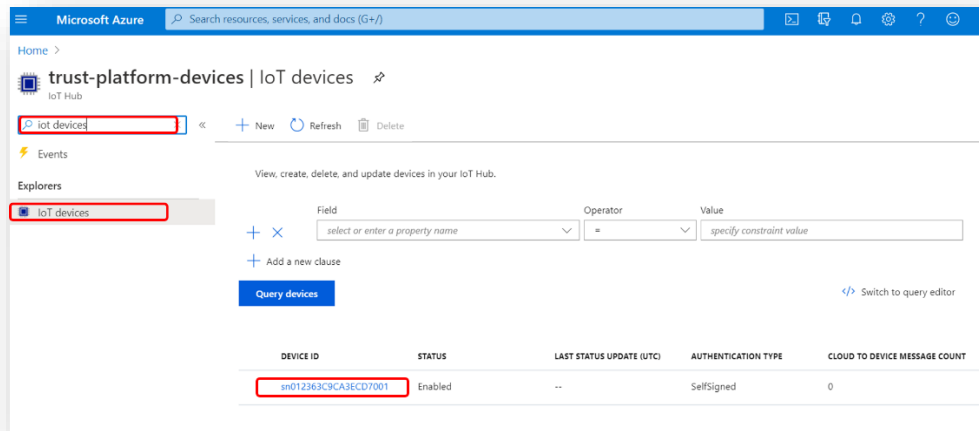 Microsoft Azure
Search resources, services, and docs (G+/)
Home >
trust-platform-devices | IoT devices
IoT Hub
iot devices
«
New
Refresh
Delete
Events
Explorers
IoT devices
View, create, delete, and update devices in your IoT Hub.
Field
Operator
Value
select or enter a property name
=
specify constraint value
Add a new clause
Query devices
</> Switch to query editor
DEVICE ID
STATUS
LAST STATUS UPDATE (UTC)
AUTHENTICATION TYPE
CLOUD TO DEVICE MESSAGE COUNT
sn012363C9CA3ECD7001
Enabled
--
SelfSigned
0